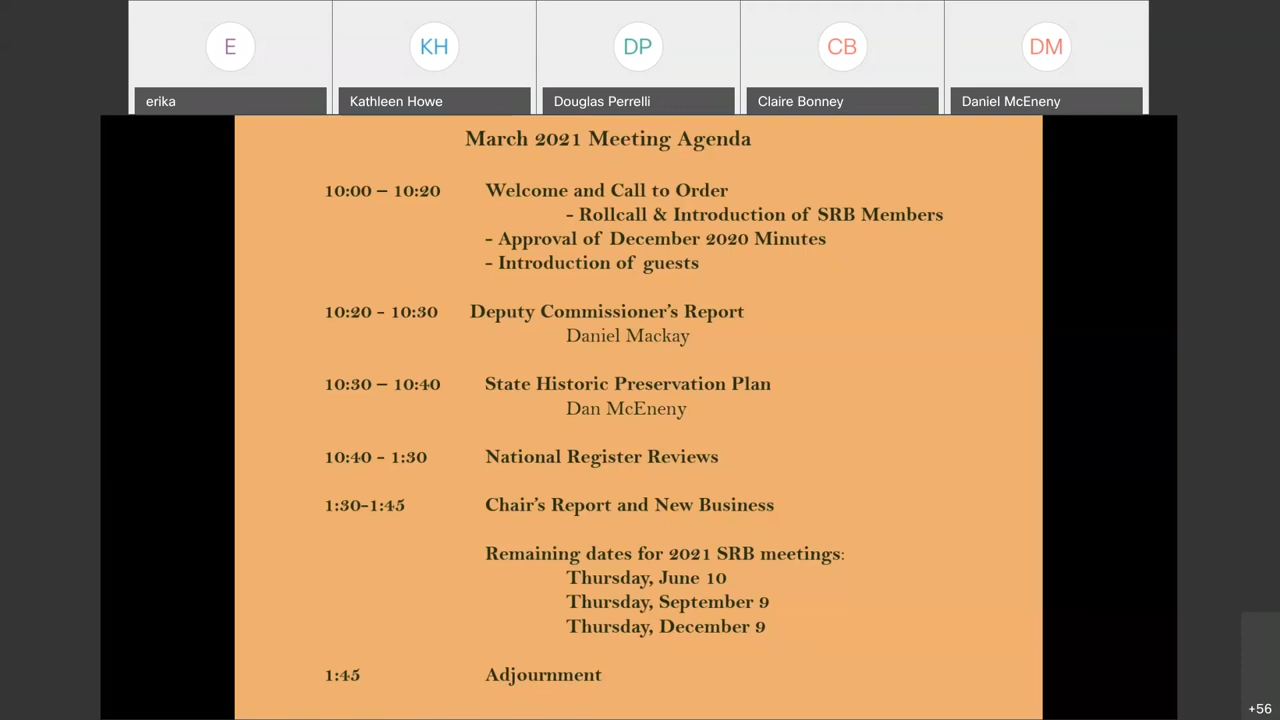 E
KH
DP
CB
DM
erika
Kathleen Howe
Douglas Perrelli
Claire Bonney
Daniel McEneny
March 2021 Meeting Agenda
10:00 – 10:20 Welcome and Call to Order
- Rollcall & Introduction of SRB Members
- Approval of December 2020 Minutes
- Introduction of guests
10:20 - 10:30 Deputy Commissioner’s Report
Daniel Mackay
10:30 – 10:40 State Historic Preservation Plan
Dan McEneny
10:40 - 1:30 National Register Reviews
1:30-1:45 Chair’s Report and New Business
Remaining dates for 2021 SRB meetings:
Thursday, June 10
Thursday, September 9
Thursday, December 9
1:45 Adjournment
+56